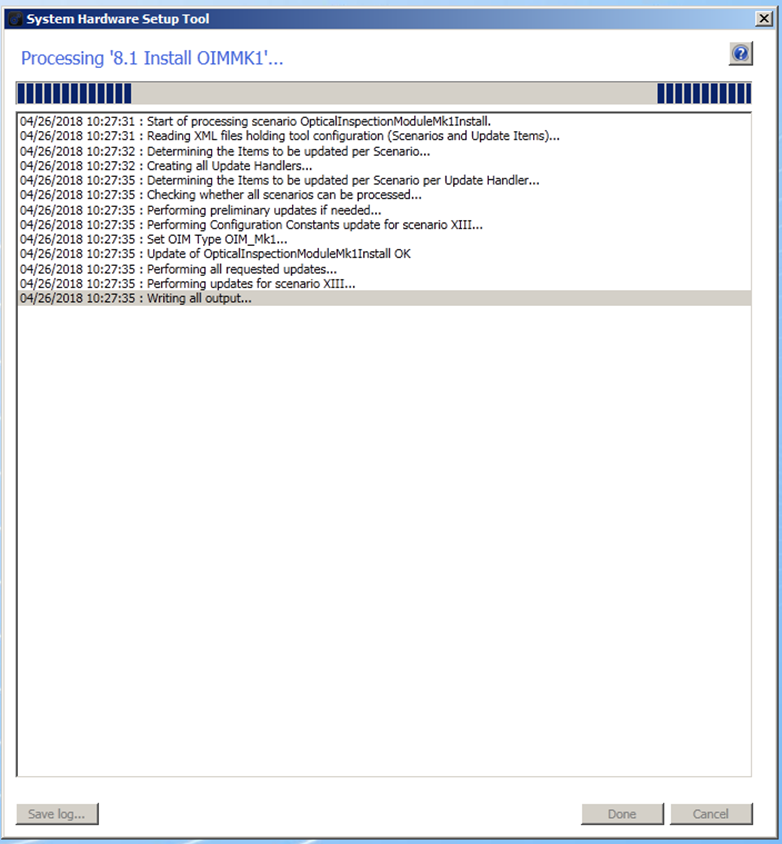 System Hardware Setup Tool
Processing '8.1 Install OIMMK1'...
04/26/2018 10:27:31 : Start of processing scenario OpticalInspectionModuleMk1Install.
04/26/2018 10:27:31 : Reading XML files holding tool configuration (Scenarios and Update Items)...
04/26/2018 10:27:32 : Determining the Items to be updated per Scenario...
04/26/2018 10:27:32 : Creating all Update Handlers...
04/26/2018 10:27:35 : Determining the Items to be updated per Scenario per Update Handler...
04/26/2018 10:27:35 : Checking whether all scenarios can be processed...
04/26/2018 10:27:35 : Performing preliminary updates if needed...
04/26/2018 10:27:35 : Performing Configuration Constants update for scenario XIII...
04/26/2018 10:27:35 : Set OIM Type OIM_Mk1...
04/26/2018 10:27:35 : Update of OpticalInspectionModuleMk1Install OK
04/26/2018 10:27:35 : Performing all requested updates...
04/26/2018 10:27:35 : Performing updates for scenario XIII...
04/26/2018 10:27:35 : Writing all output...
Save log...
Done
Cancel